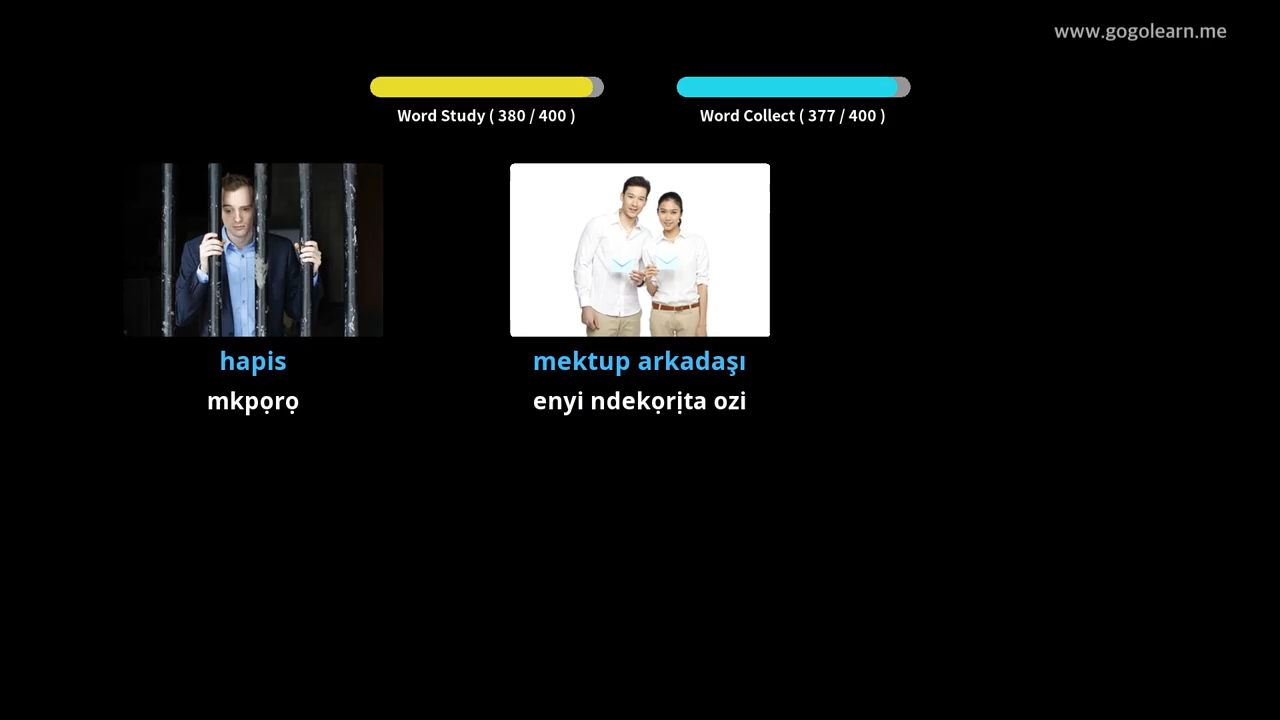 www.gogolearn.me
Word Study ( 380 / 400 )
Word Collect ( 377 / 400 )
hapis
mkpọrọ
mektup arkadaşı
enyi ndekọrịta ozi